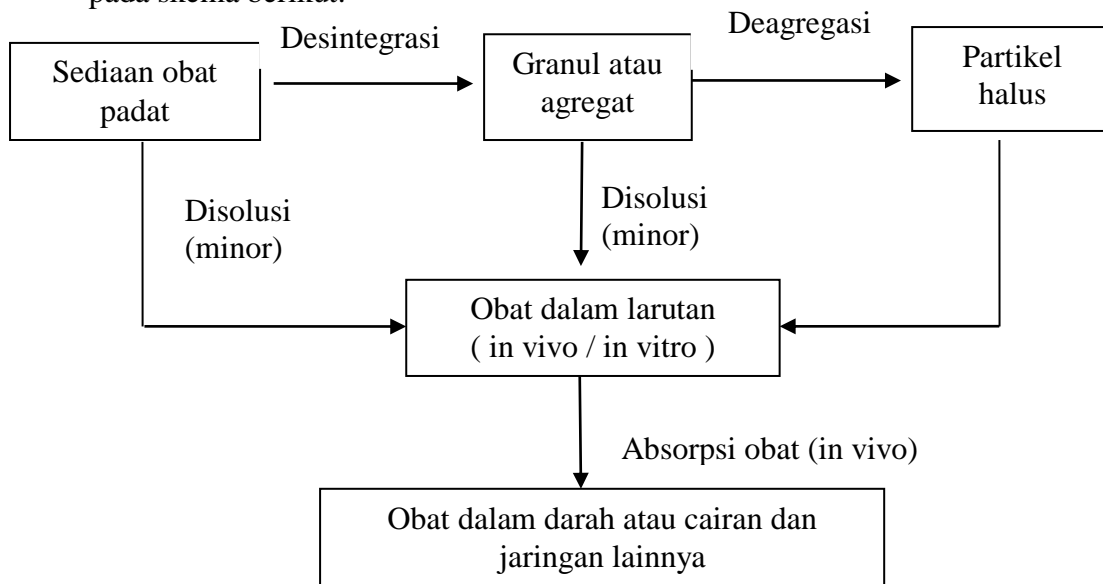 pada skema berikut:
Desintegrasi
Deagregasi
Sediaan obat
padat
Granul atau
agregat
Partikel
halus
Disolusi
(minor)
Disolusi
(minor)
Obat dalam larutan
( in vivo / in vitro )
Absorpsi obat (in vivo)
Obat dalam darah atau cairan dan
jaringan lainnya